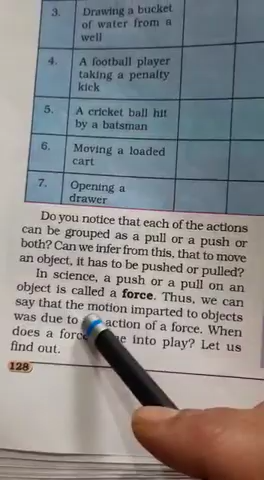 3. Drawing a bucket
of water from a
well
4. A football player
taking a penalty
kick
5. A cricket ball hit
by a batsman
6. Moving a loaded
cart
7. Opening a
drawer
Do you notice that each of the actions
can be grouped as a pull or a push or
both? Can we infer from this, that to move
an object, it has to be pushed or pulled?
In science, a push or a pull on an
object is called a force. Thus, we can
say that the motion imparted to objects
was due to action of a force. When
does a into play? Let us
find out.
128